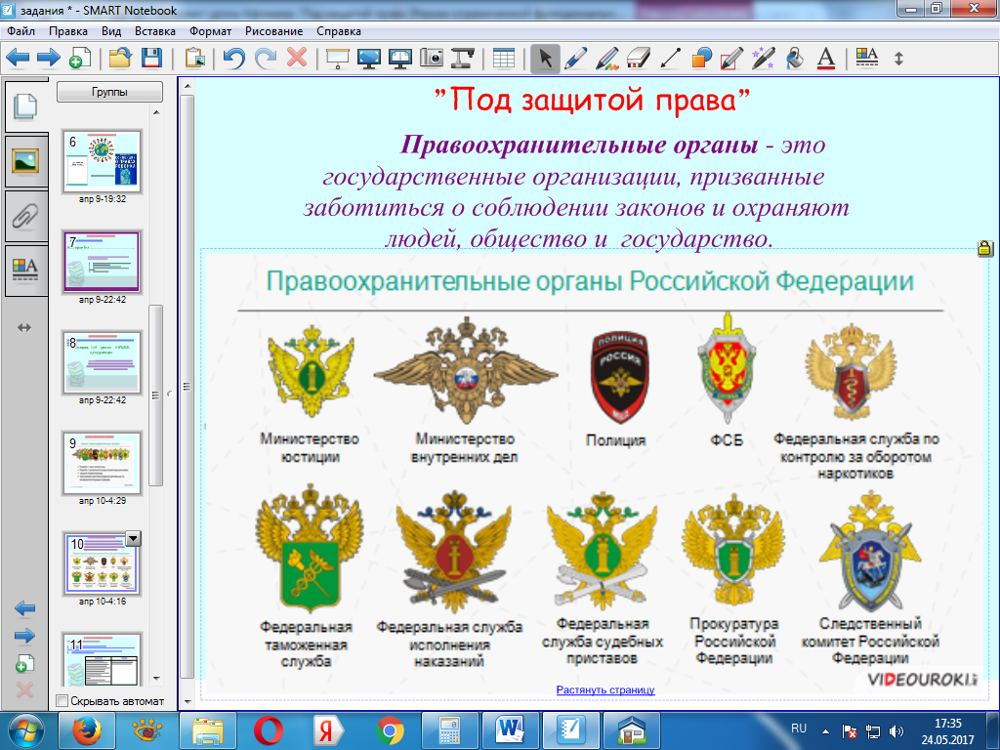 задания * - SMART Notebook
Файл Правка Вид Вставка Формат Рисование Справка
Группы
6
апр 9-19:32
7
апр 9-22:42
8
апр 9-22:42
9
апр 10-4:29
10
апр 10-4:16
11
Скрывать автомат
"Под защитой права"
Правоохранительные органы - это
государственные организации, призванные
заботиться о соблюдении законов и охраняют
людей, общество и государство.
Правоохранительные органы Российской Федерации
ПОЛИЦИЯ
РОССИЯ
МВД
Министерство
юстиции
Министерство
внутренних дел
Полиция
ФСБ
Федеральная служба по
контролю за оборотом
наркотиков
Федеральная
таможенная
служба
Федеральная служба
исполнения
наказаний
Федеральная
служба судебных
приставов
Прокуратура
Российской
Федерации
Следственный
комитет Российской
Федерации
VIDEOUROKI
Растянуть страницу
RU
17:35
24.05.2017